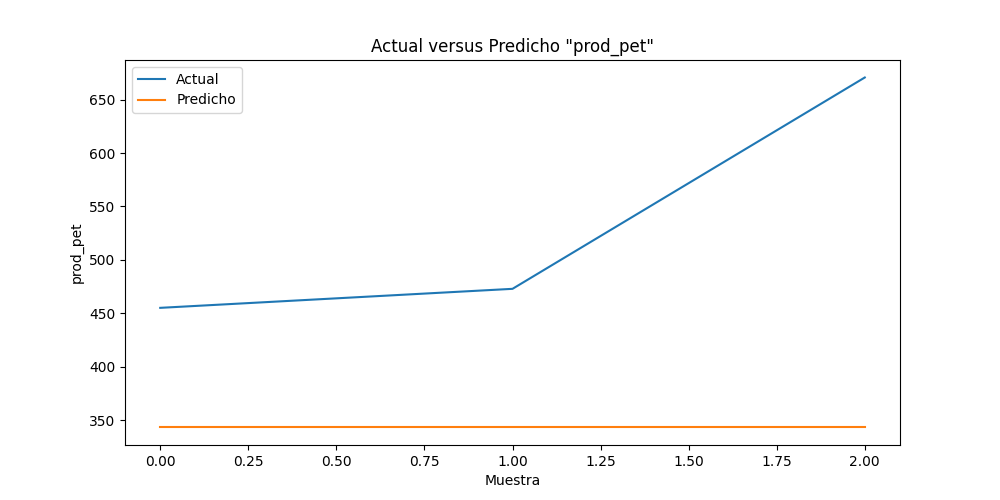 Actual versus Predicho "prod_pet"
Actual
Predicho
prod_pet
650
600
550
500
450
400
350
0.00 0.25 0.50 0.75 1.00 1.25 1.50 1.75 2.00
Muestra